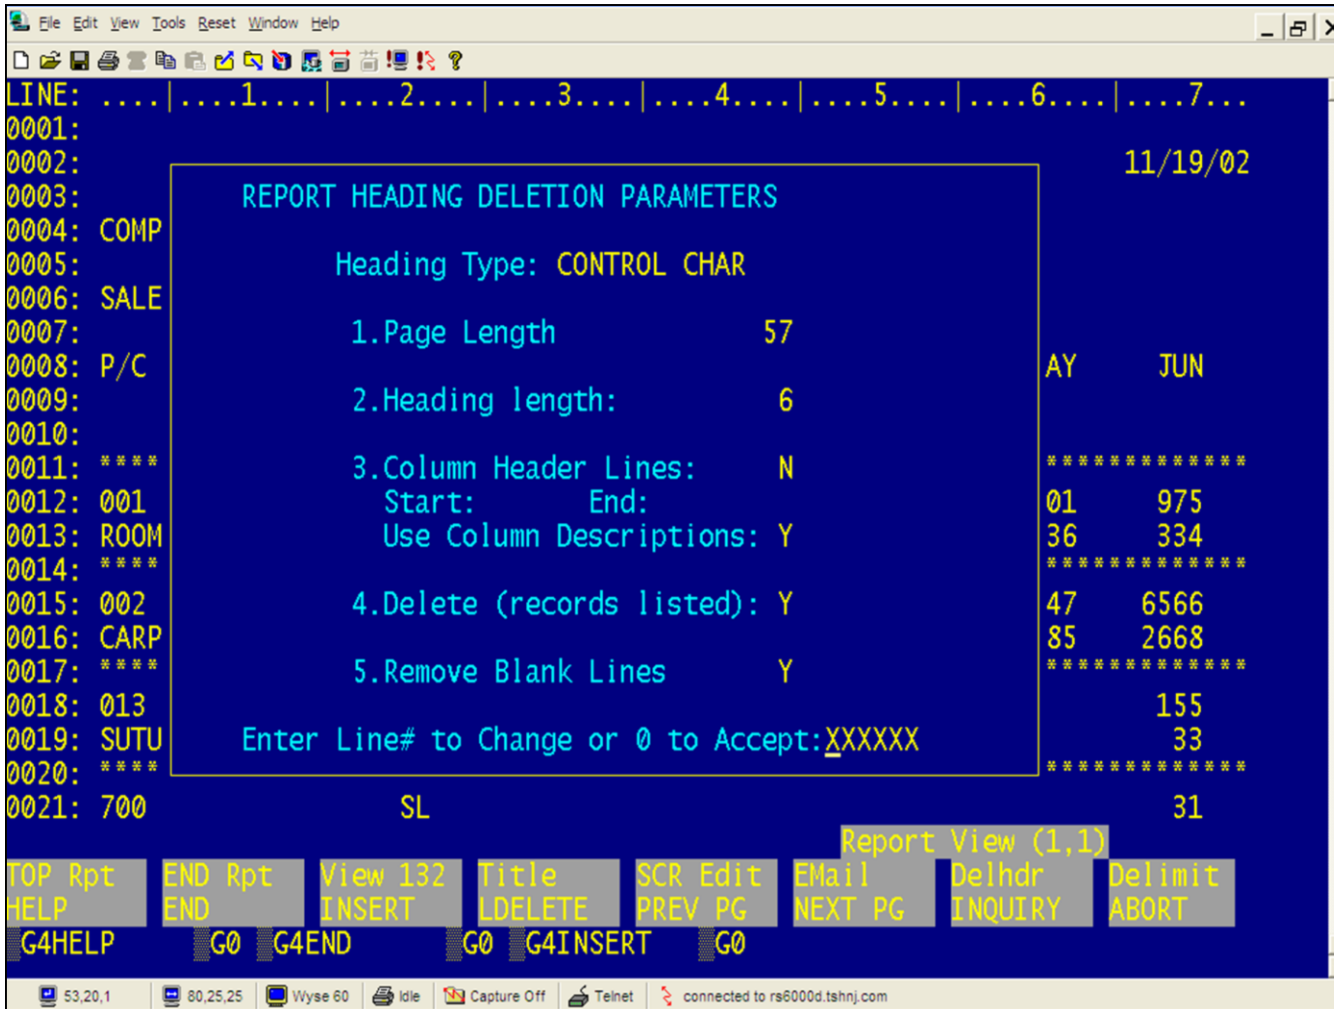 File Edit View Tools Reset Window Help
LINE: ....|....1....|....2....|....3....|....4....|....5....|....6....|....7...
0001:
0002: 11/19/02
0003: REPORT HEADING DELETION PARAMETERS
0004: COMP
0005: Heading Type: CONTROL CHAR
0006: SALE
0007: 1.Page Length 57
0008: P/C AY JUN
0009: 2.Heading length: 6
0010:
0011: **** 3.Column Header Lines: N *************
0012: 001 Start: End: 01 975
0013: ROOM Use Column Descriptions: Y 36 334
0014: **** *************
0015: 002 4.Delete (records listed): Y 47 6566
0016: CARP 85 2668
0017: **** 5.Remove Blank Lines Y *************
0018: 013 155
0019: SUTU Enter Line# to Change or 0 to Accept:XXXXXX 33
0020: **** *************
0021: 700 SL 31
Report View (1,1)
TOP Rpt END Rpt View 132 Title SCR Edit EMail Delhdr Delimit
HELP END INSERT LDELETE PREV PG NEXT PG INQUIRY ABORT
G4HELP G0 G4END G0 G4INSERT G0
53,20,1 80,25,25 Wyse 60 Idle Capture Off Telnet connected to rs6000d.tshnj.com